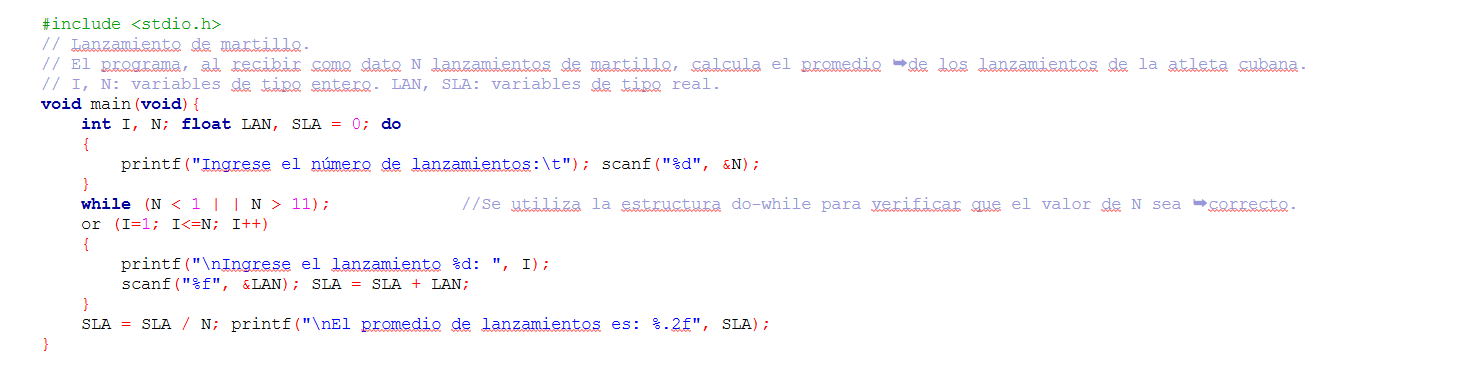 #include <stdio.h>
// Lanzamiento de martillo.
// El programa, al recibir como dato N lanzamientos de martillo, calcula el promedio ➥de los lanzamientos de la atleta cubana.
// I, N: variables de tipo entero. LAN, SLA: variables de tipo real.
void main(void){
int I, N; float LAN, SLA = 0; do
{
printf("Ingrese el número de lanzamientos:\t"); scanf("%d", &N);
}
while (N < 1 | | N > 11); //Se utiliza la estructura do-while para verificar que el valor de N sea ➥correcto.
or (I=1; I<=N; I++)
{
printf("\nIngrese el lanzamiento %d: ", I);
scanf("%f", &LAN); SLA = SLA + LAN;
}
SLA = SLA / N; printf("\nEl promedio de lanzamientos es: %.2f", SLA);
}